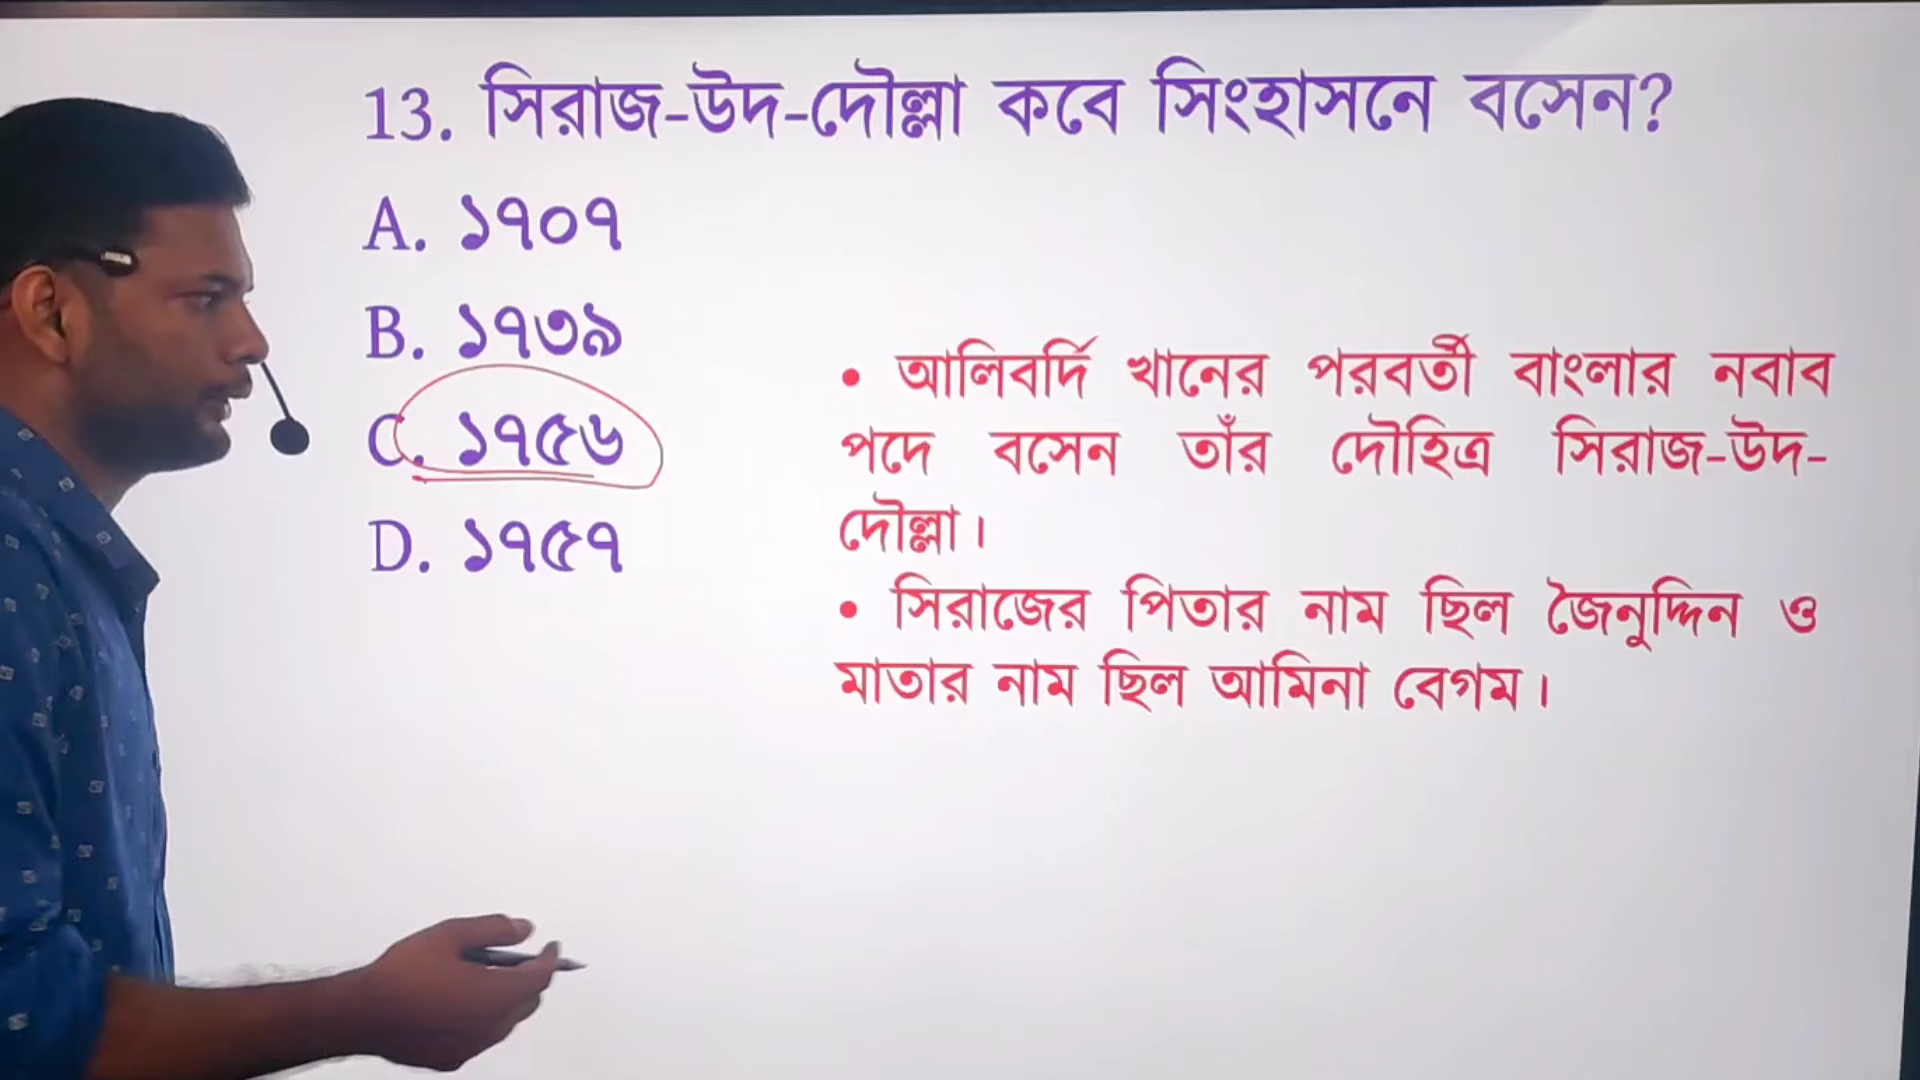 13. সিরাজ-উদ-দৌল্লা কবে সিংহাসনে বসেন?
A. ১৭০৭
B. ১৭৩৯
C. ১৭৫৬
D. ১৭৫৭
• আলিবর্দি খানের পরবর্তী বাংলার নবাব
পদে বসেন তাঁর দৌহিত্র সিরাজ-উদ-
দৌল্লা।
• সিরাজের পিতার নাম ছিল জৈনুদ্দিন ও
মাতার নাম ছিল আমিনা বেগম।